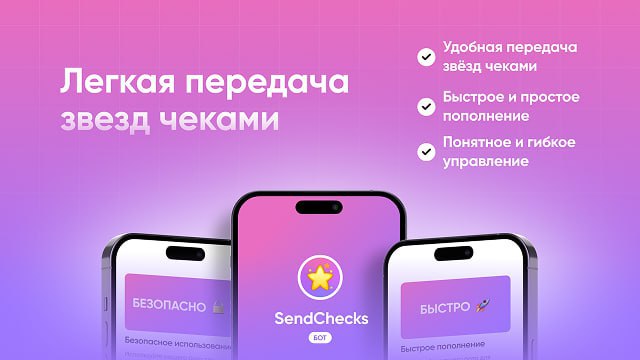 Легкая передача
звезд чеками
Удобная передача
звёзд чеками
Быстрое и простое
пополнение
Понятное и гибкое
управление
БЕЗОПАСНО
Безопасное использование
SendChecks
БОТ
БЫСТРО
Быстрое пополнение